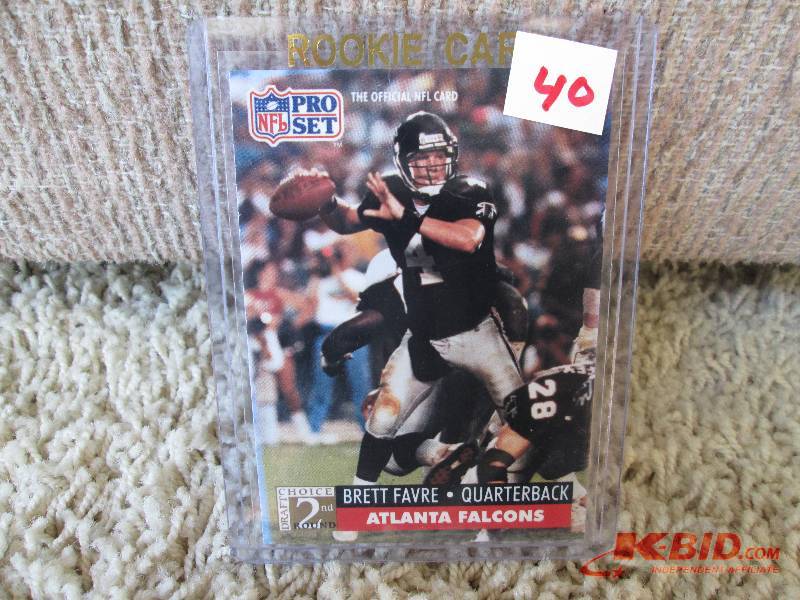 ROOKIE CAR
40
NFL PRO SET
THE OFFICIAL NFL CARD
4
28
DRAFT CHOICE 2nd ROUND
BRETT FAVRE • QUARTERBACK
ATLANTA FALCONS
K-BID.COM
INDEPENDENT AFFILIATE